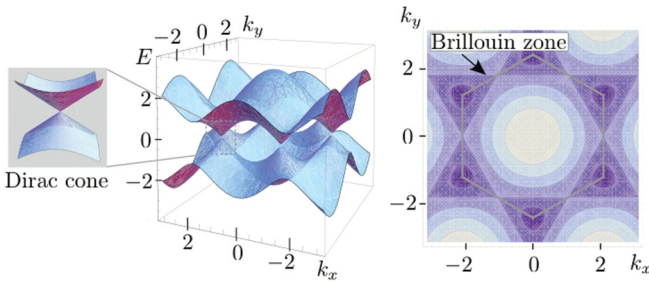 −2 0 2 k_y
E
2
0
−2
2 0 −2
k_x
Dirac cone
k_y
Brillouin zone
2
0
−2
−2 0 2 k_x